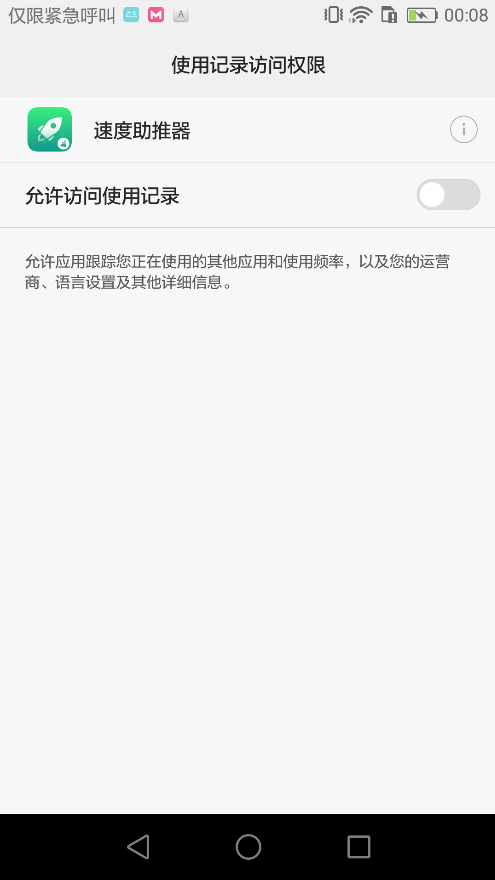 仅限紧急呼叫 M A 00:08
使用记录访问权限
速度助推器
允许访问使用记录
允许应用跟踪您正在使用的其他应用和使用频率，以及您的运营
商、语言设置及其他详细信息。